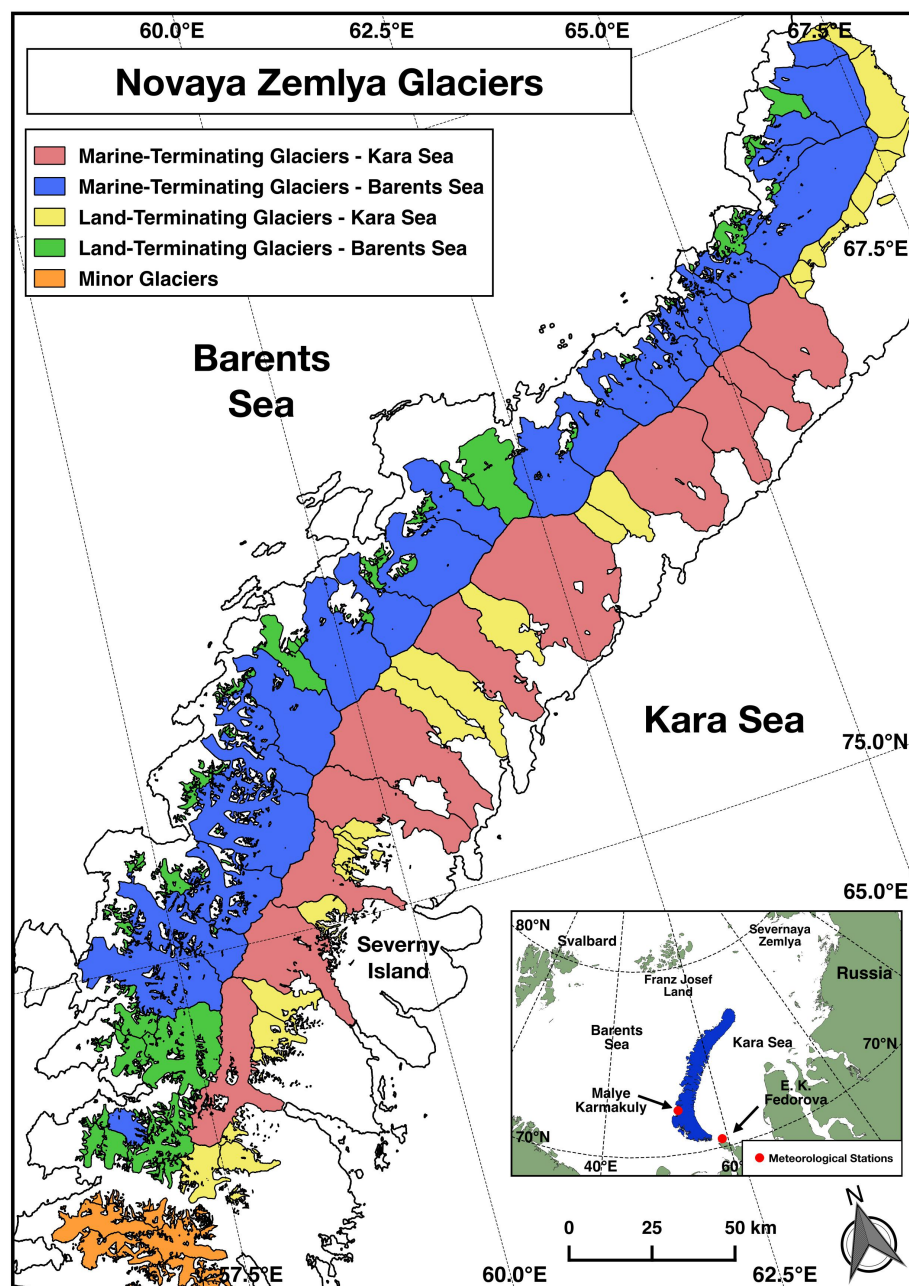 60.0°E
62.5°E
65.0°E
67.5°E
Novaya Zemlya Glaciers
Marine-Terminating Glaciers - Kara Sea
Marine-Terminating Glaciers - Barents Sea
Land-Terminating Glaciers - Kara Sea
Land-Terminating Glaciers - Barents Sea
Minor Glaciers
67.5°E
Barents
Sea
Kara Sea
75.0°N
65.0°E
Severny
Island
80°N
Svalbard
Severnaya
Zemlya
Franz Josef
Land
Russia
Barents
Sea
Kara Sea
70°N
Malye
Karmakuly
E. K.
Fedorova
70°N
40°E
60°
Meteorological Stations
N
0 25 50 km
57.5°E
60.0°E
62.5°E